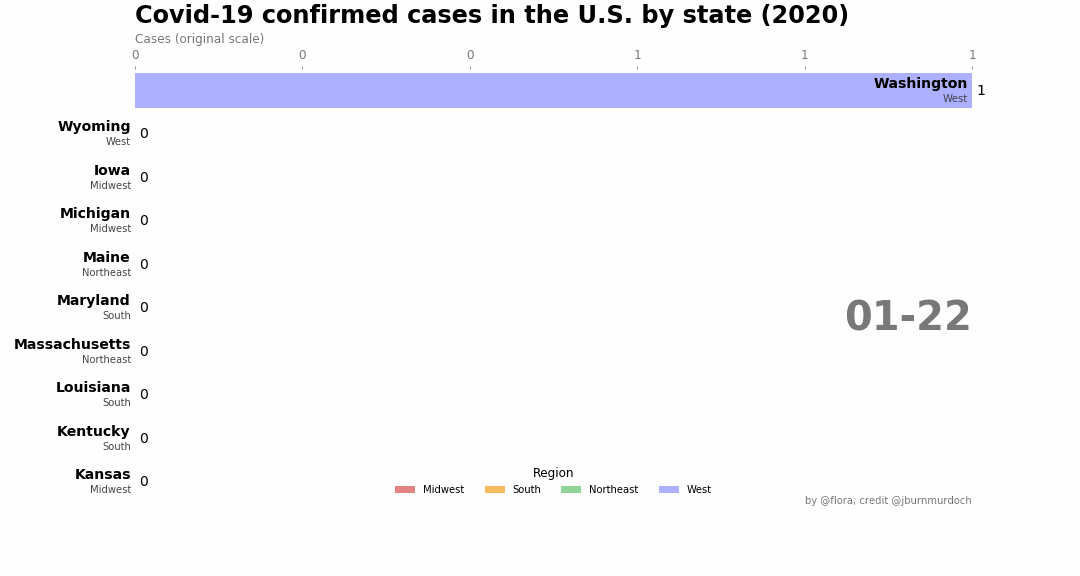 Covid-19 confirmed cases in the U.S. by state (2020)
Cases (original scale)
0 0 0 1 1 1
Washington 1
West
Wyoming 0
West
Iowa 0
Midwest
Michigan 0
Midwest
Maine 0
Northeast
Maryland 0
South
01-22
Massachusetts 0
Northeast
Louisiana 0
South
Kentucky 0
South
Region
Kansas 0
Midwest
Midwest South Northeast West
by @flora; credit @jburnmurdoch